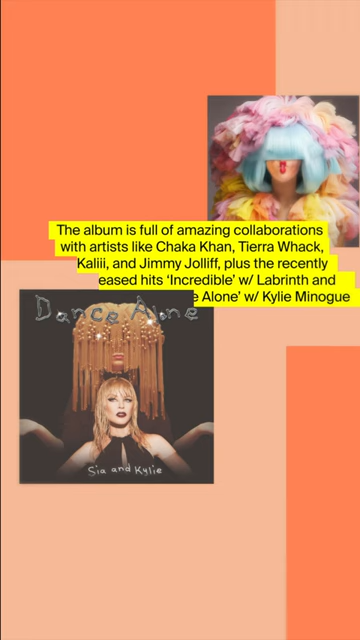 The album is full of amazing collaborations
with artists like Chaka Khan, Tierra Whack,
Kaliii, and Jimmy Jolliff, plus the recently
eased hits ‘Incredible’ w/ Labrinth and
e Alone’ w/ Kylie Minogue
Dance Alone
Sia and Kylie